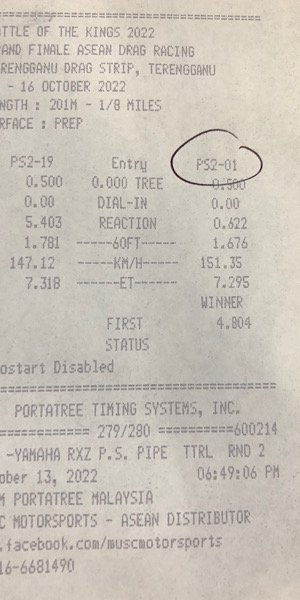 ========================================
TTLE OF THE KINGS 2022
AND FINALE ASEAN DRAG RACING
ERENGGANU DRAG STRIP, TERENGGANU
- 16 OCTOBER 2022
NGTH : 201M - 1/8 MILES
RFACE : PREP
PS2-19 Entry PS2-01
0.500 0.000 TREE 0.500
0.00 DIAL-IN 0.00
5.403 REACTION 0.622
1.781 -----60FT----- 1.676
147.12 -----KM/H----- 151.35
7.318 ------ET------ 7.295
WINNER
FIRST 4.804
STATUS
ostart Disabled
========================================
PORTATREE TIMING SYSTEMS, INC.
============ 279/280 ==========600214
-YAMAHA RXZ P.S. PIPE TTRL RND 2
ober 13, 2022 06:49:06 PM
M PORTATREE MALAYSIA
C MOTORSPORTS - ASEAN DISTRIBUTOR
.facebook.com/muscmotorsports
16-6681490